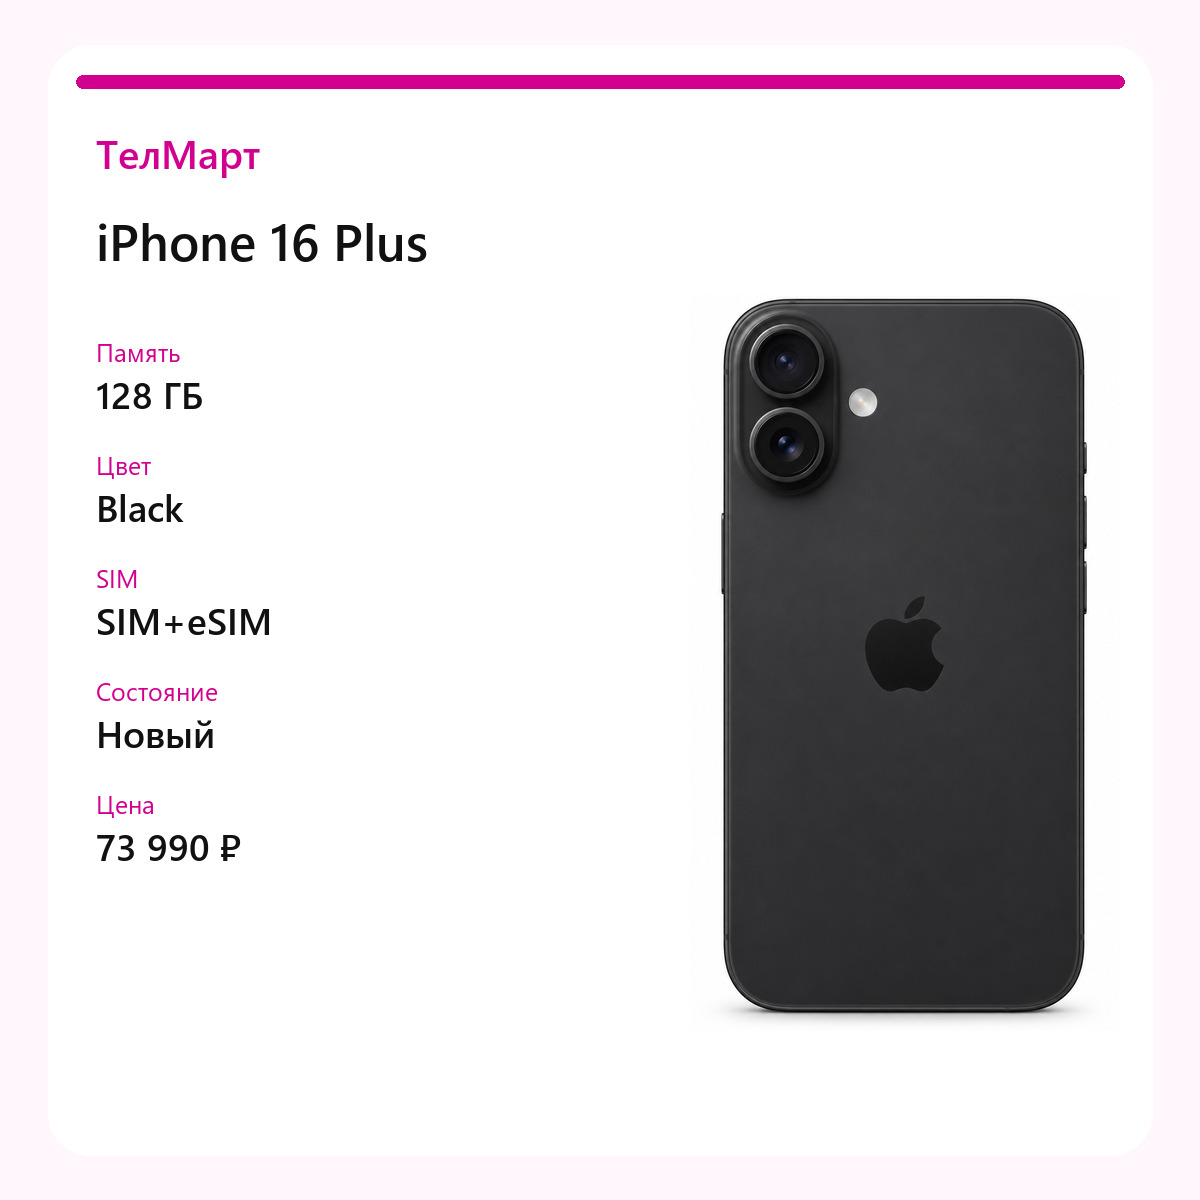 ТелМарт
iPhone 16 Plus
Память
128 ГБ
Цвет
Black
SIM
SIM+eSIM
Состояние
Новый
Цена
73 990 ₽